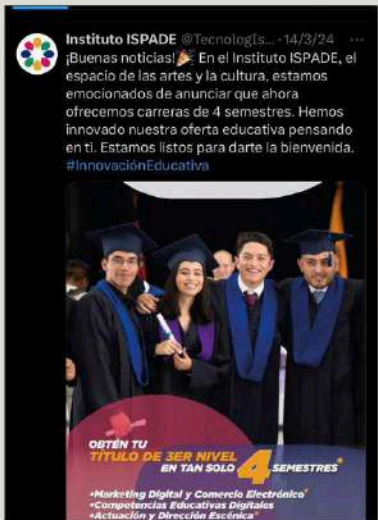 Instituto ISPADE @TecnologIs... · 14/3/24 ...
¡Buenas noticias!🎉 En el Instituto ISPADE, el
espacio de las artes y la cultura, estamos
emocionados de anunciar que ahora
ofrecemos carreras de 4 semestres. Hemos
innovado nuestra oferta educativa pensando
en ti. Estamos listos para darte la bienvenida.
#InnovaciónEducativa
OBTÉN TU
TÍTULO DE 3ER NIVEL
EN TAN SOLO 4 SEMESTRES*
•Marketing Digital y Comercio Electrónico*
•Competencias Educativas Digitales
•Actuación y Dirección Escénica*